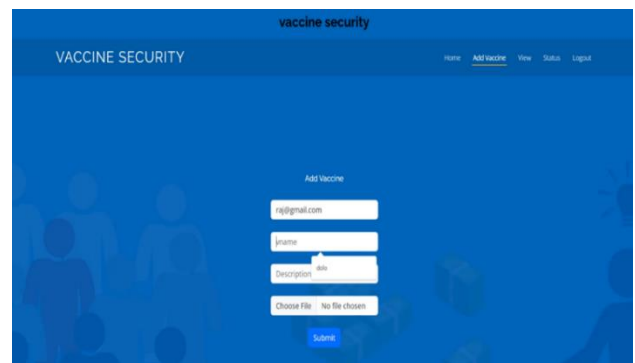 vaccine security
VACCINE SECURITY
Home Add Vaccine View Status Logout
Add Vaccine
raj@gmail.com
vname
dolo
Description
Choose File No file chosen
Submit